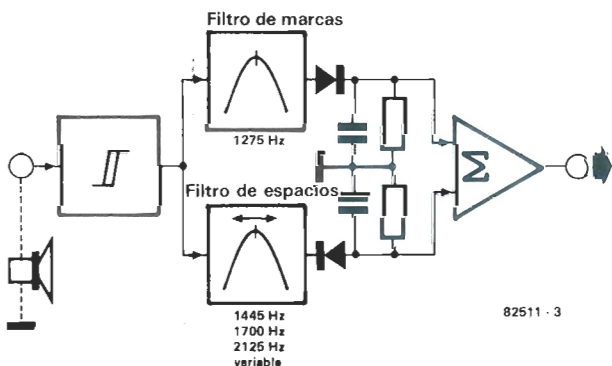 Filtro de marcas
1275 Hz
Filtro de espacios
1445 Hz
1700 Hz
2125 Hz
variable
Σ
82511 - 3